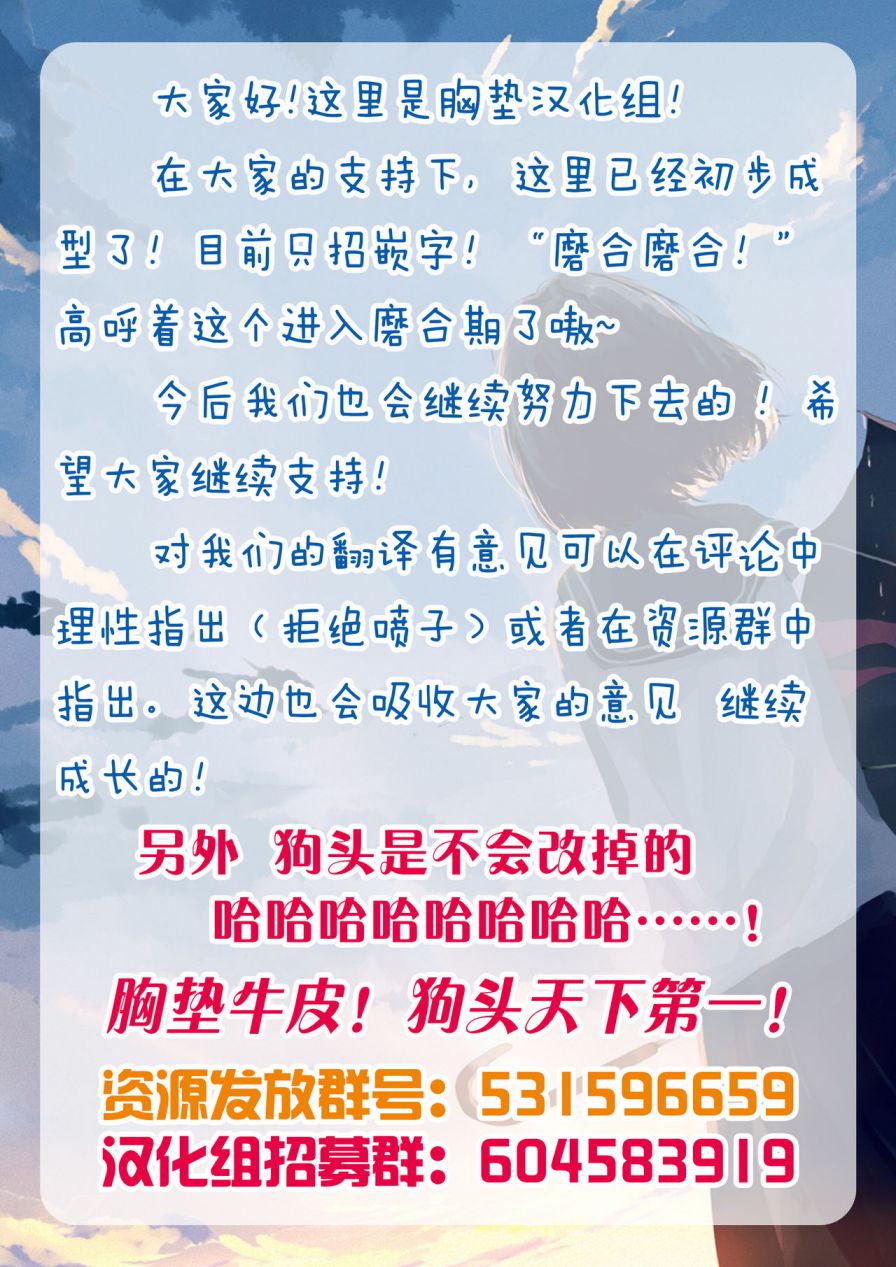 大家好！这里是胸垫汉化组！
在大家的支持下，这里已经初步成
型了！目前只招嵌字！“磨合磨合！”
高呼着这个进入磨合期了嗷~
今后我们也会继续努力下去的！希
望大家继续支持！
对我们的翻译有意见可以在评论中
理性指出（拒绝喷子）或者在资源群中
指出。这边也会吸收大家的意见 继续
成长的！
另外 狗头是不会改掉的
哈哈哈哈哈哈哈哈……！
胸垫牛皮！狗头天下第一！
资源发放群号：531596659
汉化组招募群：604583919